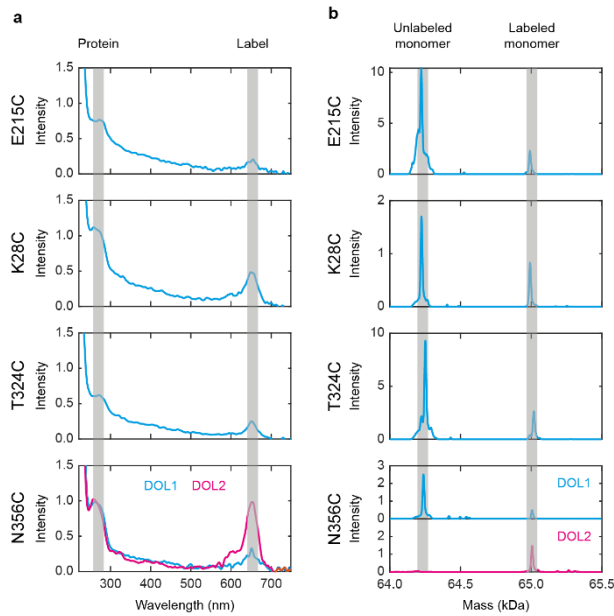 a
b
Protein
Label
Unlabeled
monomer
Labeled
monomer
E215C
Intensity
1.5
1.0
0.5
0.0
E215C
Intensity
10
5
0
K28C
Intensity
1.5
1.0
0.5
0.0
K28C
Intensity
2
1
0
T324C
Intensity
1.5
1.0
0.5
0.0
T324C
Intensity
10
5
0
N356C
Intensity
1.5
1.0
0.5
0.0
DOL1 DOL2
300 400 500 600 700
Wavelength (nm)
N356C
Intensity
3
2
1
0
DOL1
2
1
0
DOL2
64.0 64.5 65.0 65.5
Mass (kDa)